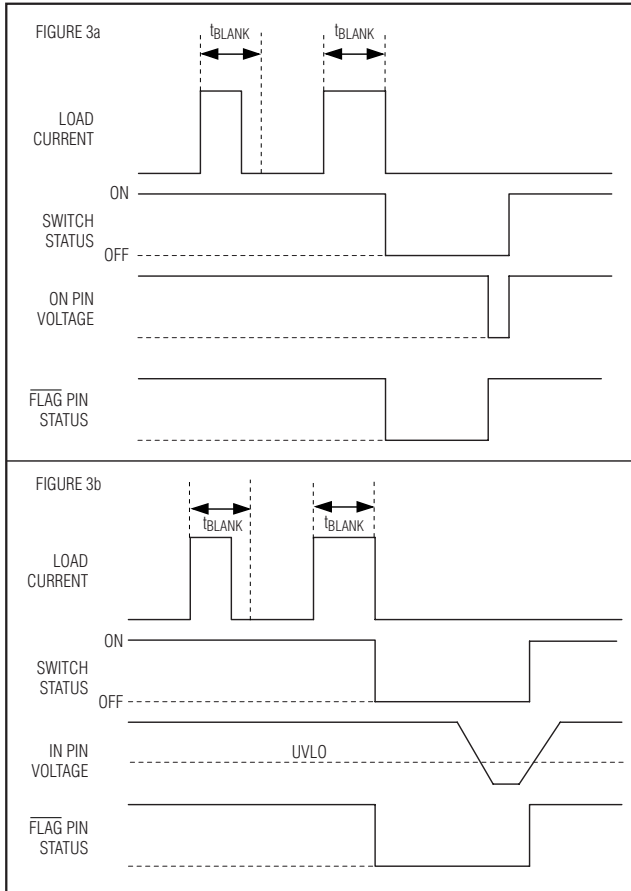 FIGURE 3a
tBLANK
tBLANK
LOAD
CURRENT
ON
SWITCH
STATUS
OFF
ON PIN
VOLTAGE
FLAG PIN
STATUS
FIGURE 3b
tBLANK
tBLANK
LOAD
CURRENT
ON
SWITCH
STATUS
OFF
IN PIN
VOLTAGE
UVLO
FLAG PIN
STATUS